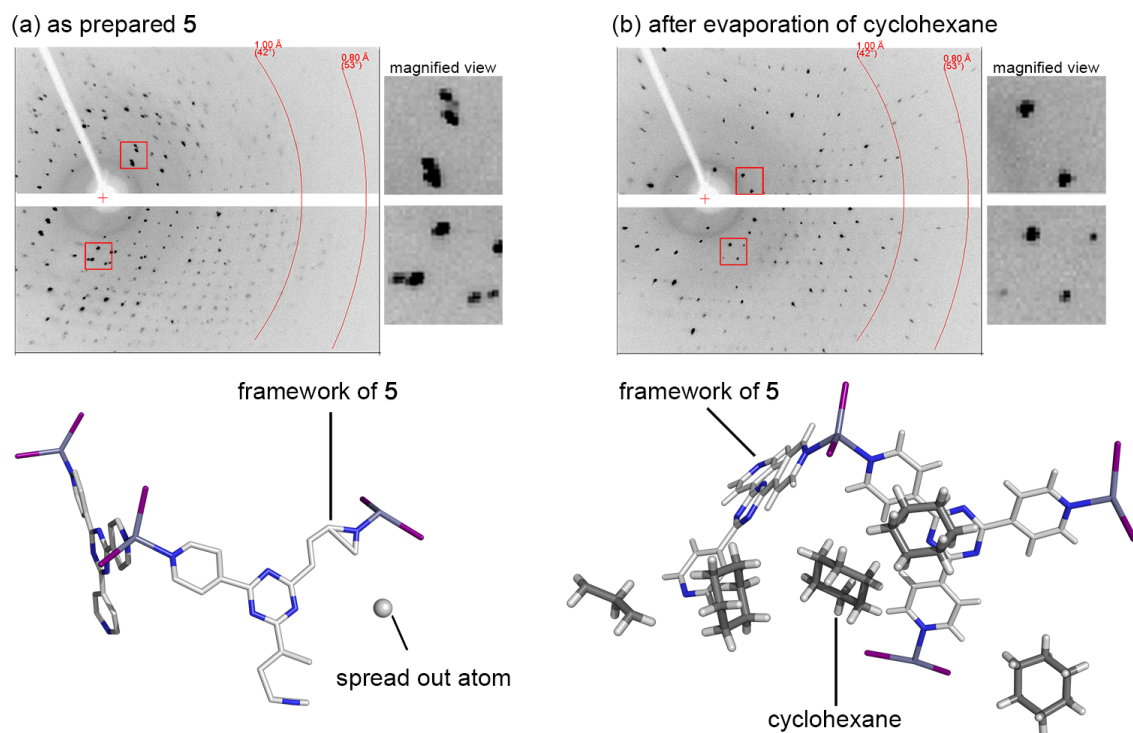 (a) as prepared 5
(b) after evaporation of cyclohexane
1.00 Å
(42°)
0.80 Å
(53°)
magnified view
1.00 Å
(42°)
0.80 Å
(53°)
magnified view
framework of 5
spread out atom
framework of 5
cyclohexane